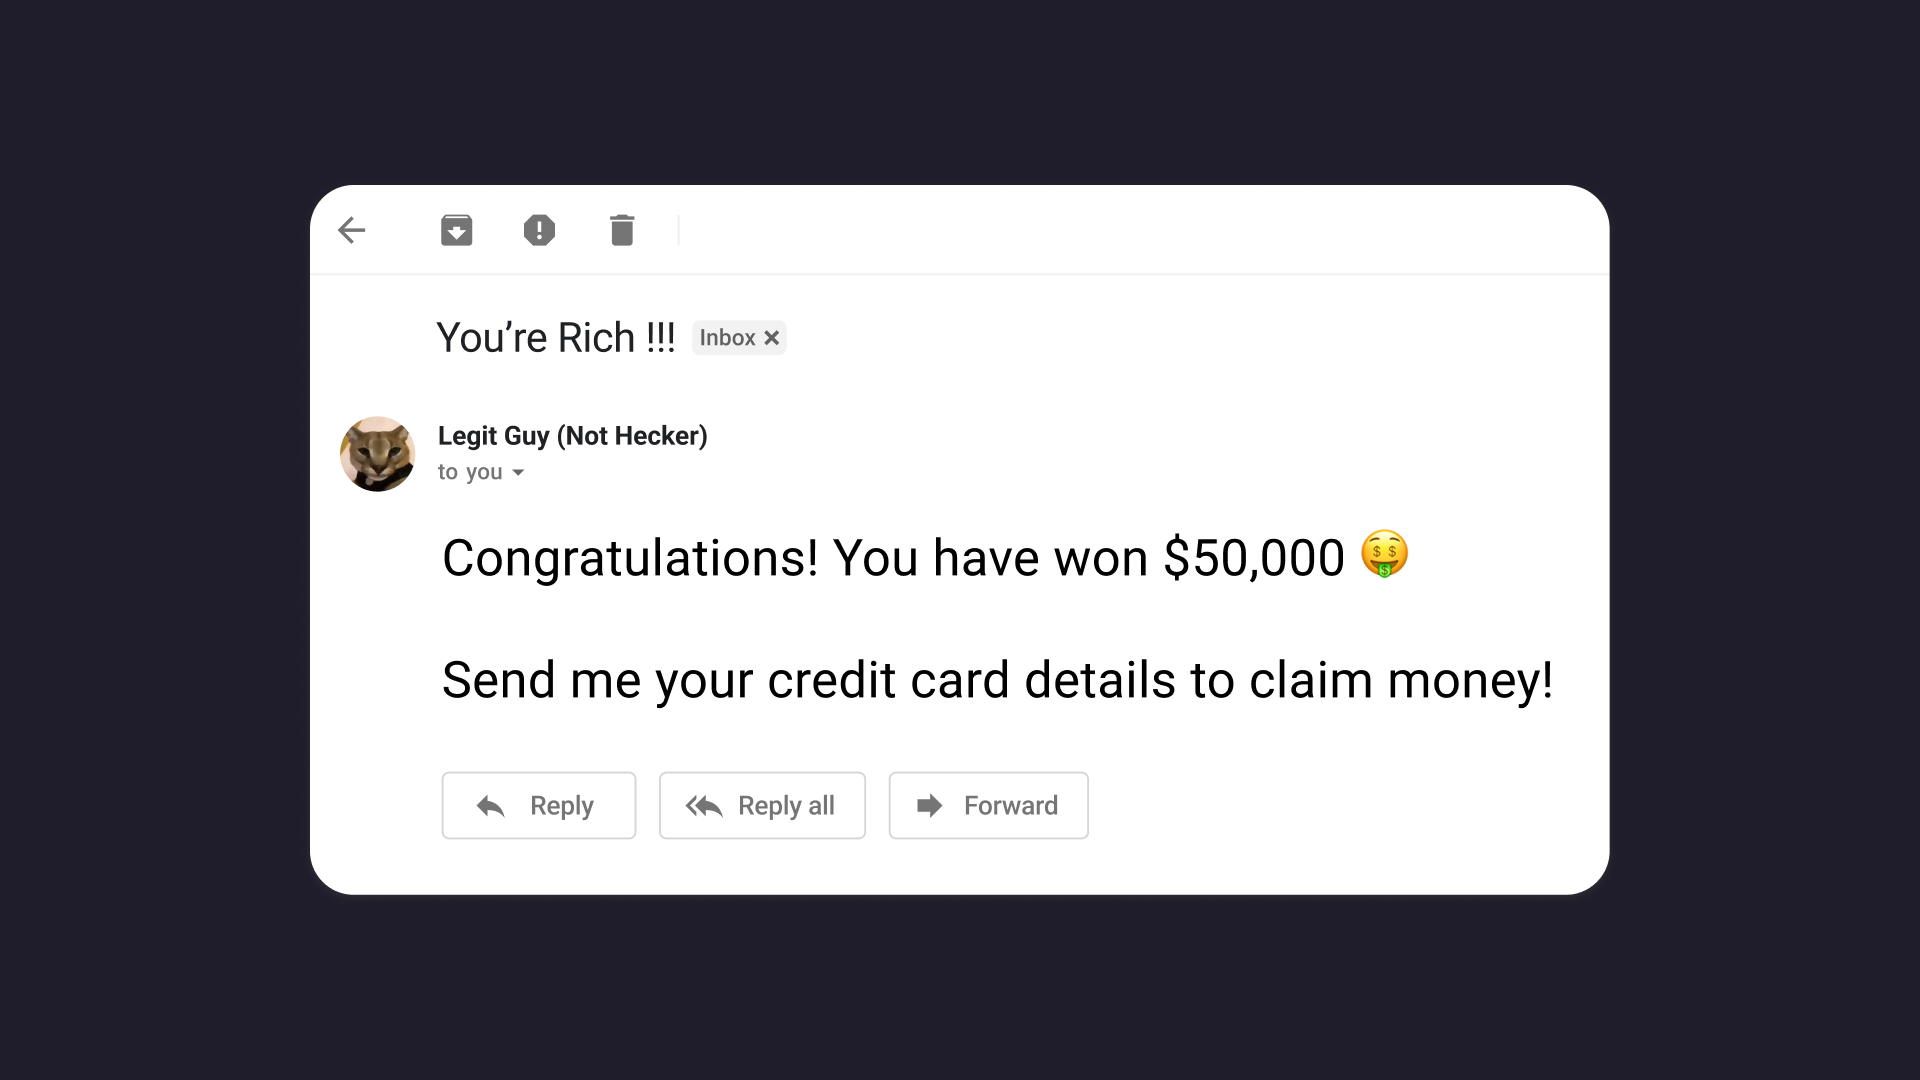 You’re Rich !!! Inbox
Legit Guy (Not Hecker)
to you
Congratulations! You have won $50,000 🤑
Send me your credit card details to claim money!
Reply Reply all Forward